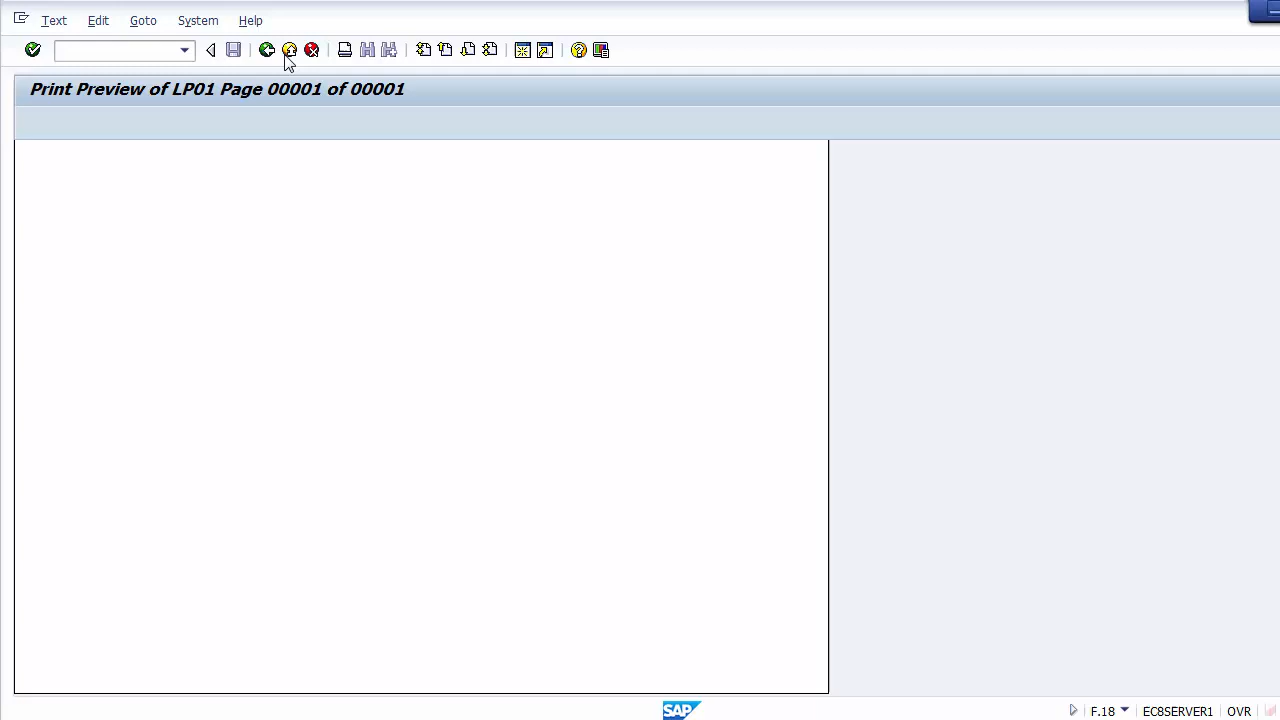 Text Edit Goto System Help
Print Preview of LP01 Page 00001 of 00001
SAP F.18 EC8SERVER1 OVR